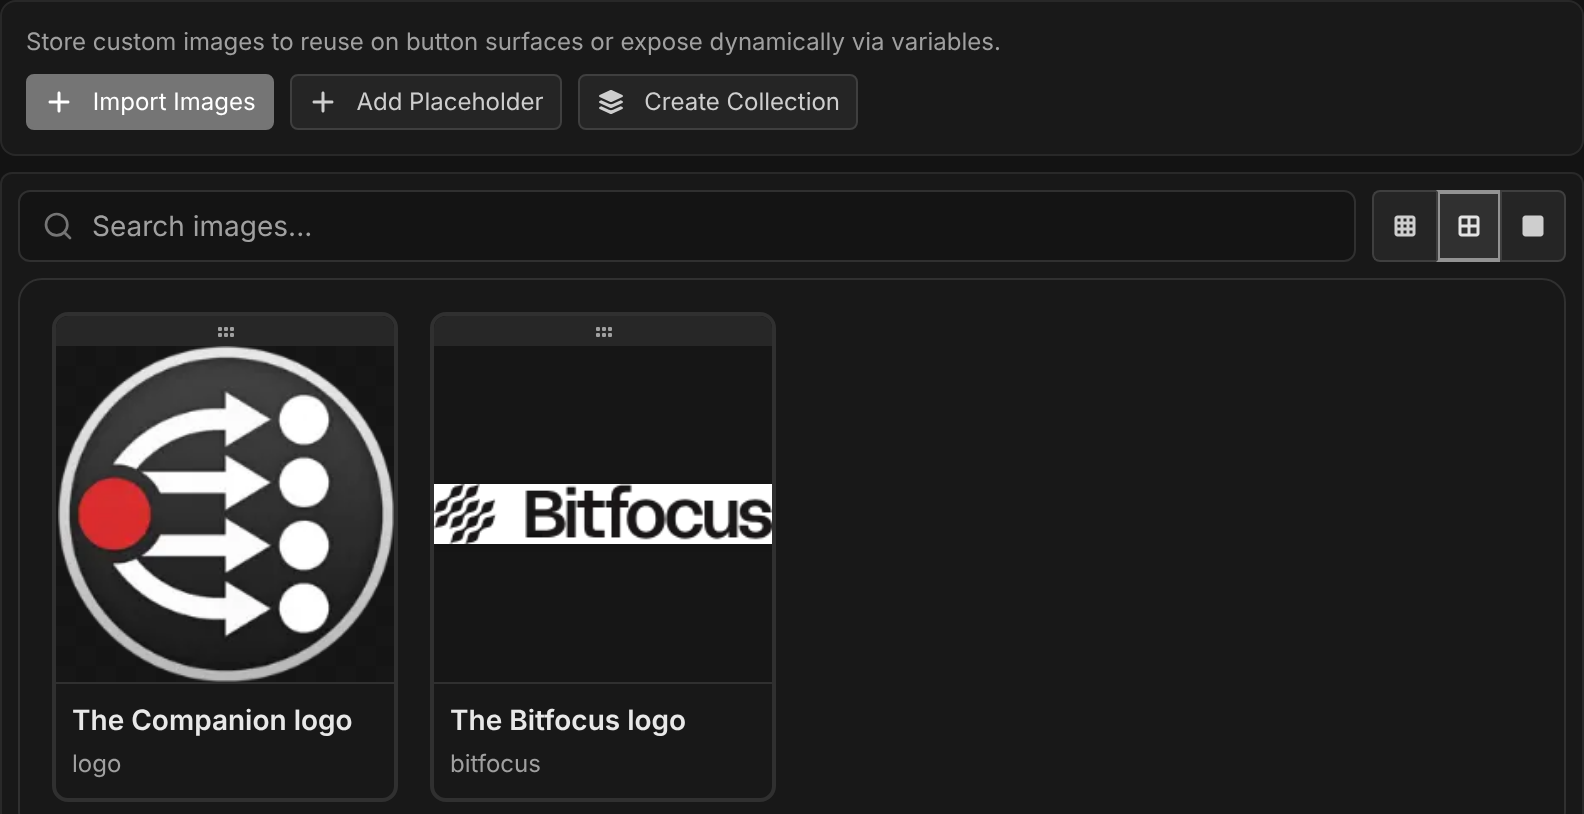 Store custom images to reuse on button surfaces or expose dynamically via variables.
Import Images
Add Placeholder
Create Collection
Search images...
Bitfocus
The Companion logo
logo
The Bitfocus logo
bitfocus